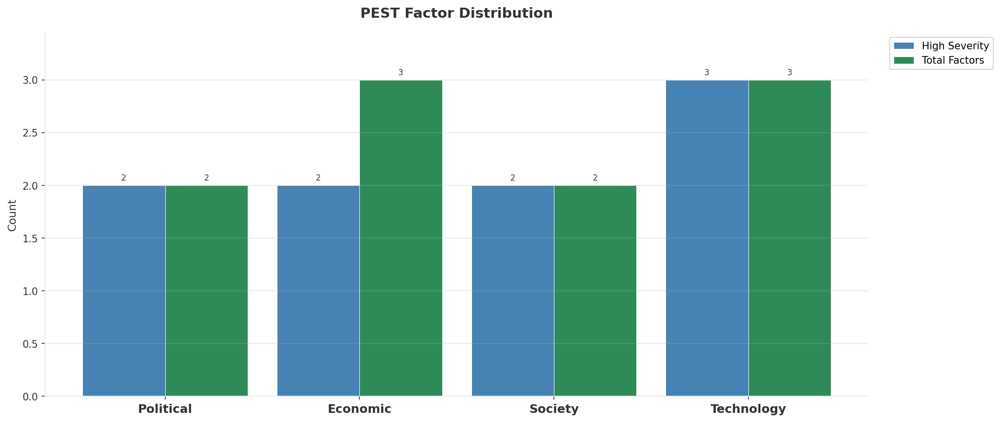 PEST Factor Distribution
High Severity
Total Factors
Count
3.0
2.5
2.0
1.5
1.0
0.5
0.0
2
2
2
3
2
2
3
3
Political
Economic
Society
Technology